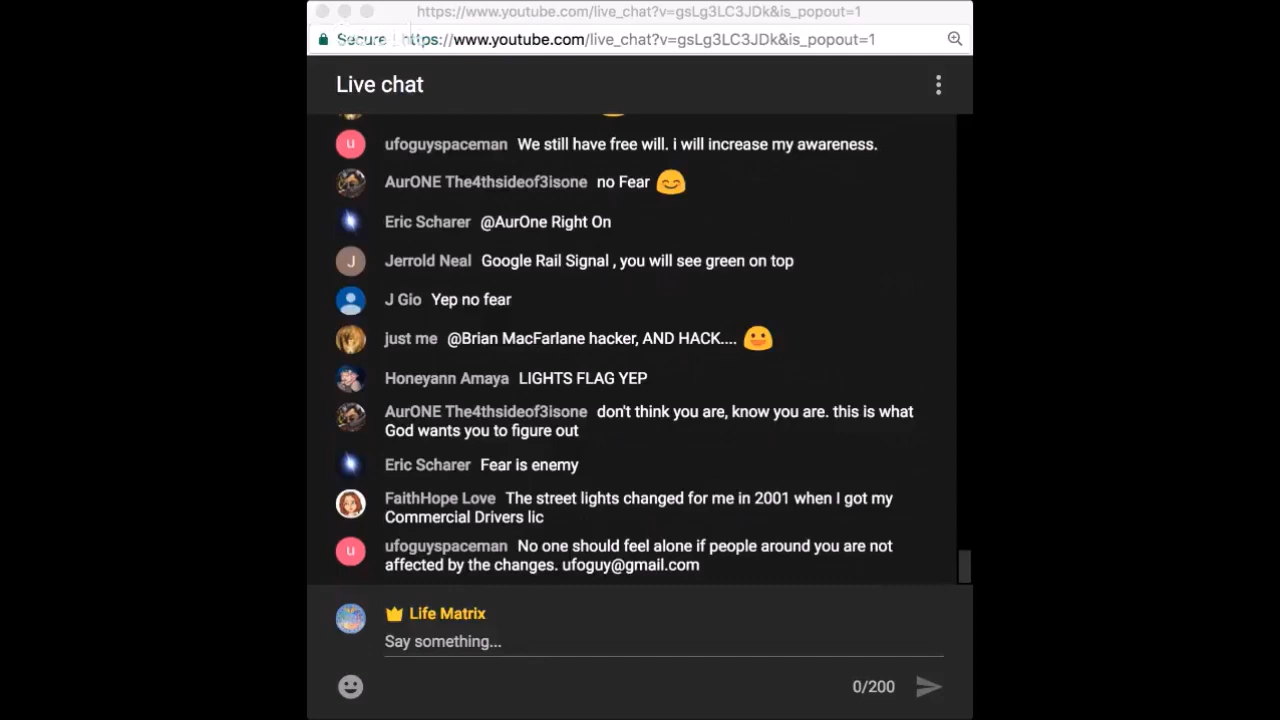 https://www.youtube.com/live_chat?v=gsLg3LC3JDk&is_popout=1
Secure https://www.youtube.com/live_chat?v=gsLg3LC3JDk&is_popout=1
Live chat
u ufoguyspaceman We still have free will. i will increase my awareness.
AurONE The4thsideof3isone no Fear 😊
Eric Scharer @AurOne Right On
J Jerrold Neal Google Rail Signal , you will see green on top
J Gio Yep no fear
just me @Brian MacFarlane hacker, AND HACK.... 😀
Honeyann Amaya LIGHTS FLAG YEP
AurONE The4thsideof3isone don't think you are, know you are. this is what
God wants you to figure out
Eric Scharer Fear is enemy
FaithHope Love The street lights changed for me in 2001 when I got my
Commercial Drivers lic
u ufoguyspaceman No one should feel alone if people around you are not
affected by the changes. ufoguy@gmail.com
Life Matrix
Say something...
0/200